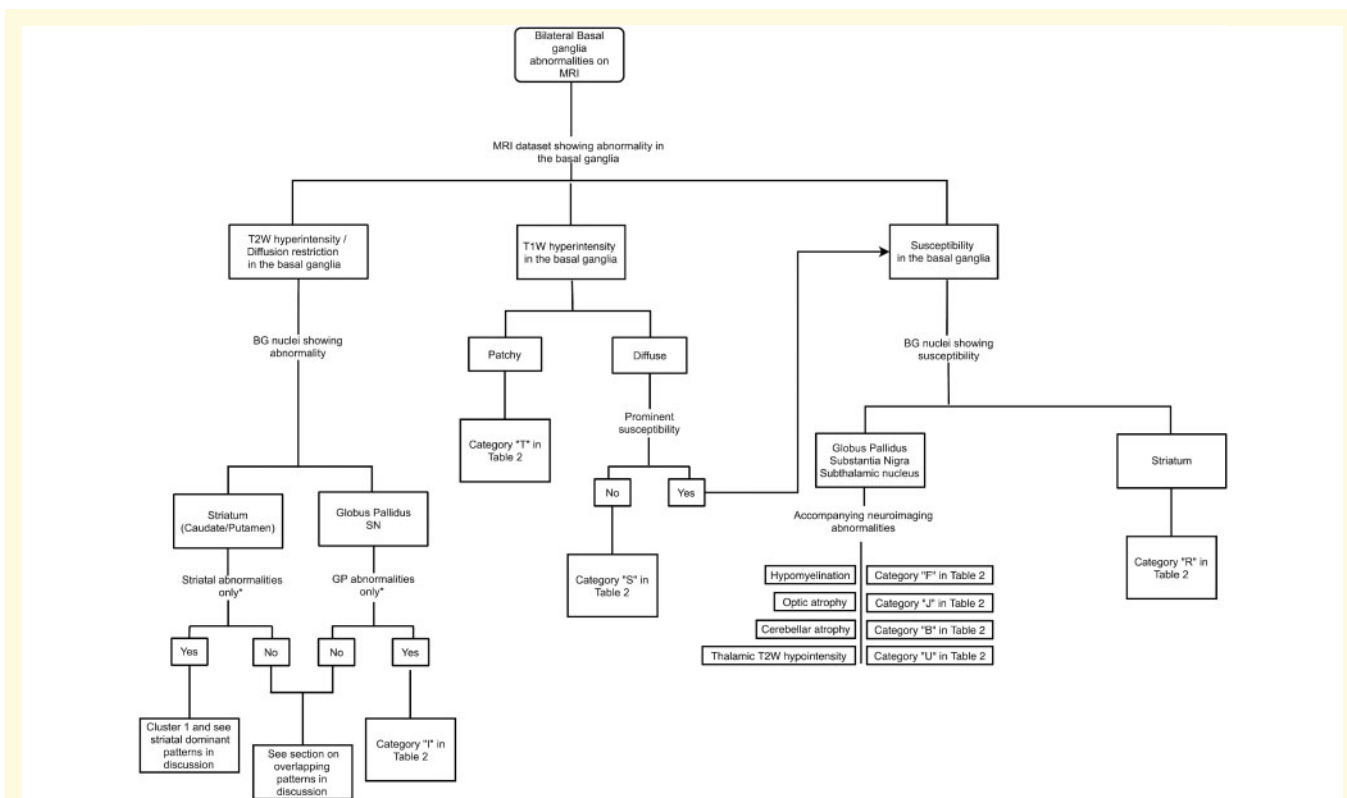 Bilateral Basal
ganglia
abnormalities on
MRI
MRI dataset showing abnormality in
the basal ganglia
T2W hyperintensity /
Diffusion restriction
in the basal ganglia
T1W hyperintensity
in the basal ganglia
Susceptibility
in the basal ganglia
BG nuclei showing
abnormality
Patchy
Diffuse
BG nuclei showing
susceptibility
Category "T" in
Table 2
Prominent
susceptibility
No
Yes
Category "S" in
Table 2
Globus Pallidus
Substantia Nigra
Subthalamic nucleus
Striatum
Striatum
(Caudate/Putamen)
Globus Pallidus
SN
Accompanying neuroimaging
abnormalities
Category "R" in
Table 2
Striatal abnormalities
only*
GP abnormalities
only*
Hypomyelination
Category "F" in Table 2
Optic atrophy
Category "J" in Table 2
Cerebellar atrophy
Category "B" in Table 2
Thalamic T2W hypointensity
Category "U" in Table 2
Yes
No
No
Yes
Cluster 1 and see
striatal dominant
patterns in
discussion
See section on
overlapping
patterns in
discussion
Category "I" in
Table 2